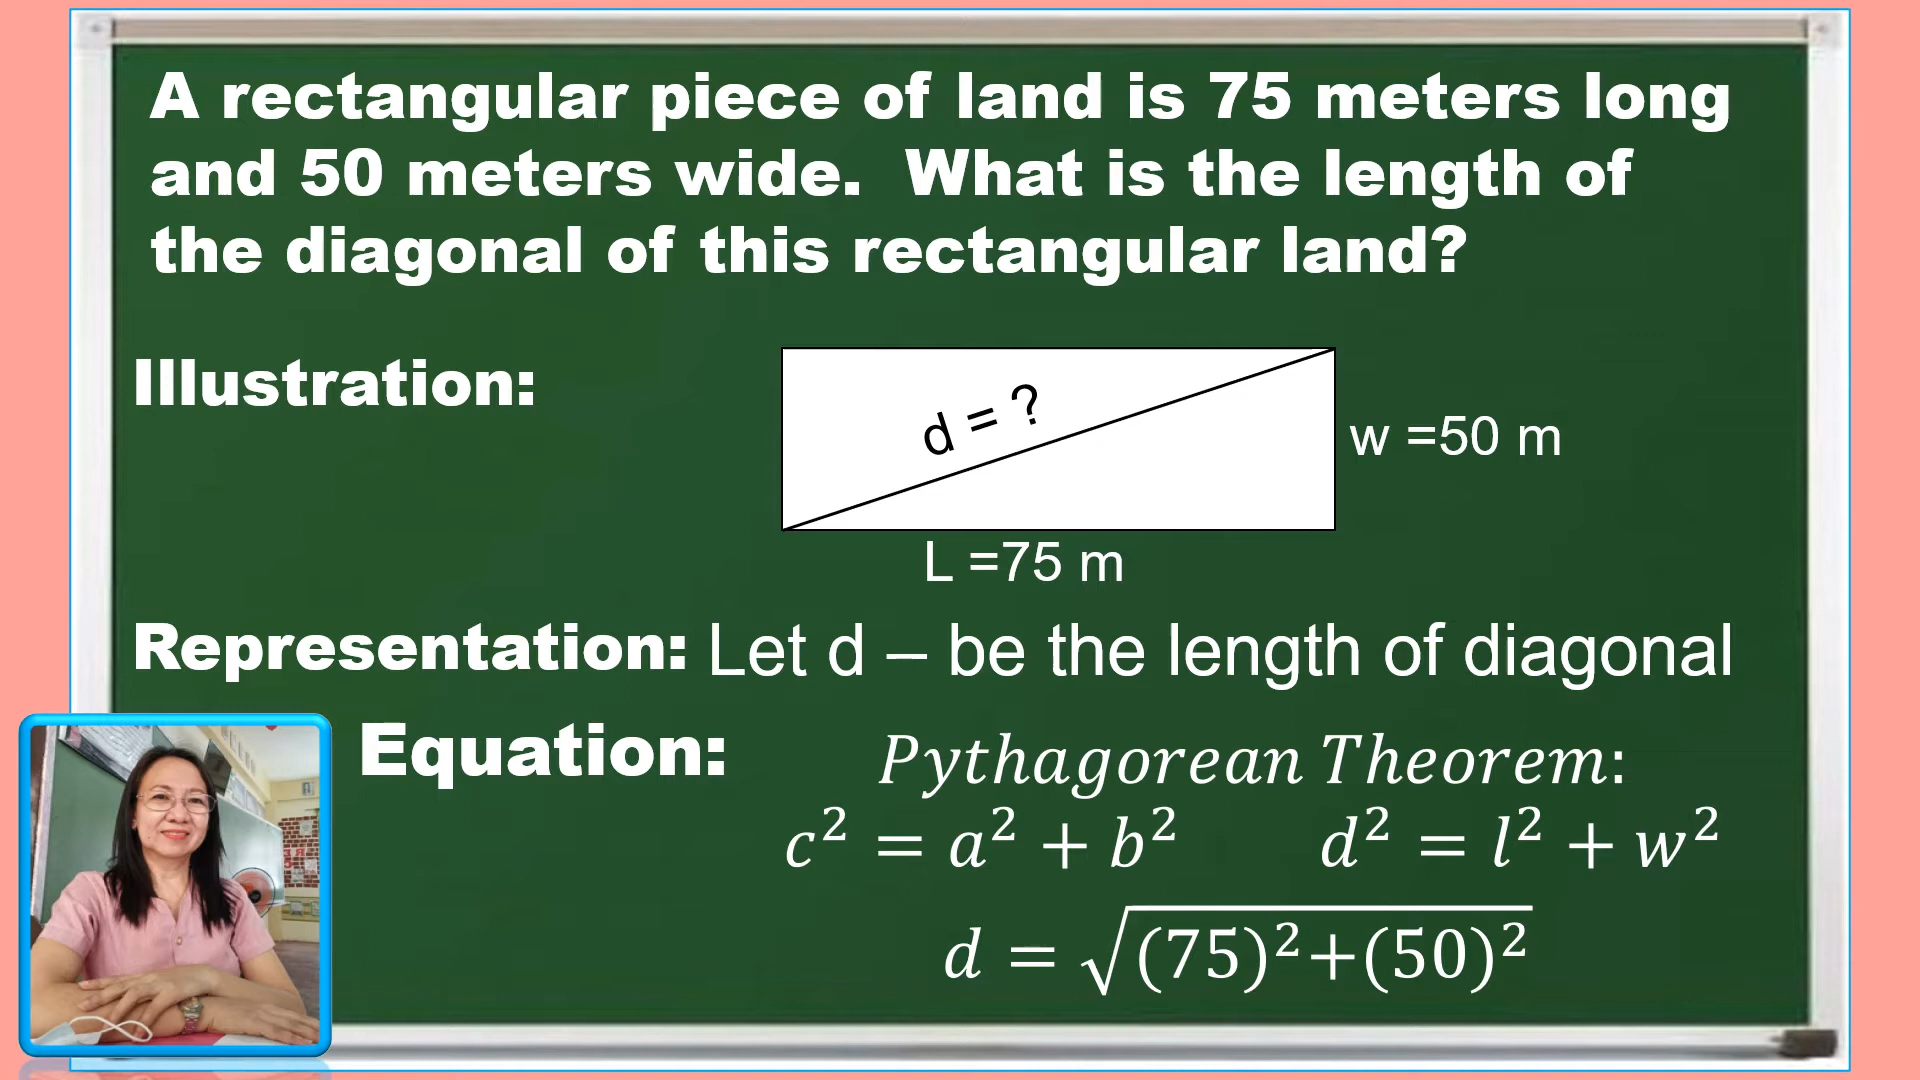 A rectangular piece of land is 75 meters long
and 50 meters wide.  What is the length of
the diagonal of this rectangular land?
Illustration:
d = ?
w =50 m
L =75 m
Representation: Let d – be the length of diagonal
Equation: Pythagorean Theorem:
c² = a² + b² d² = l² + w²
d = √(75)²+(50)²